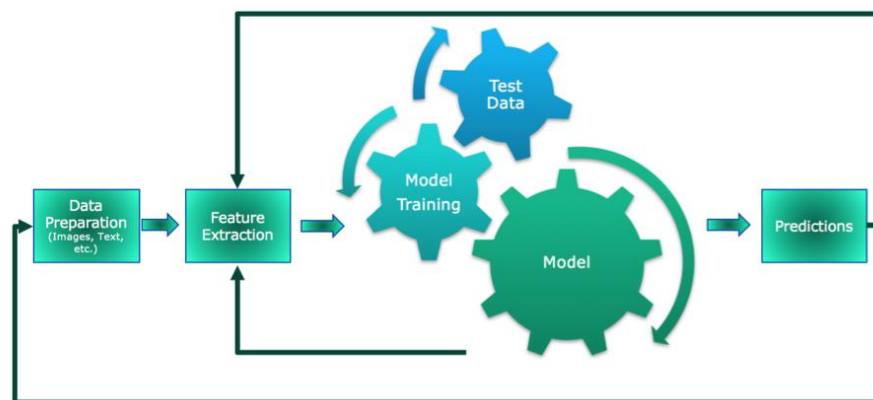 Data
Preparation
(Images, Text,
etc.)
Feature
Extraction
Test
Data
Model
Training
Model
Predictions